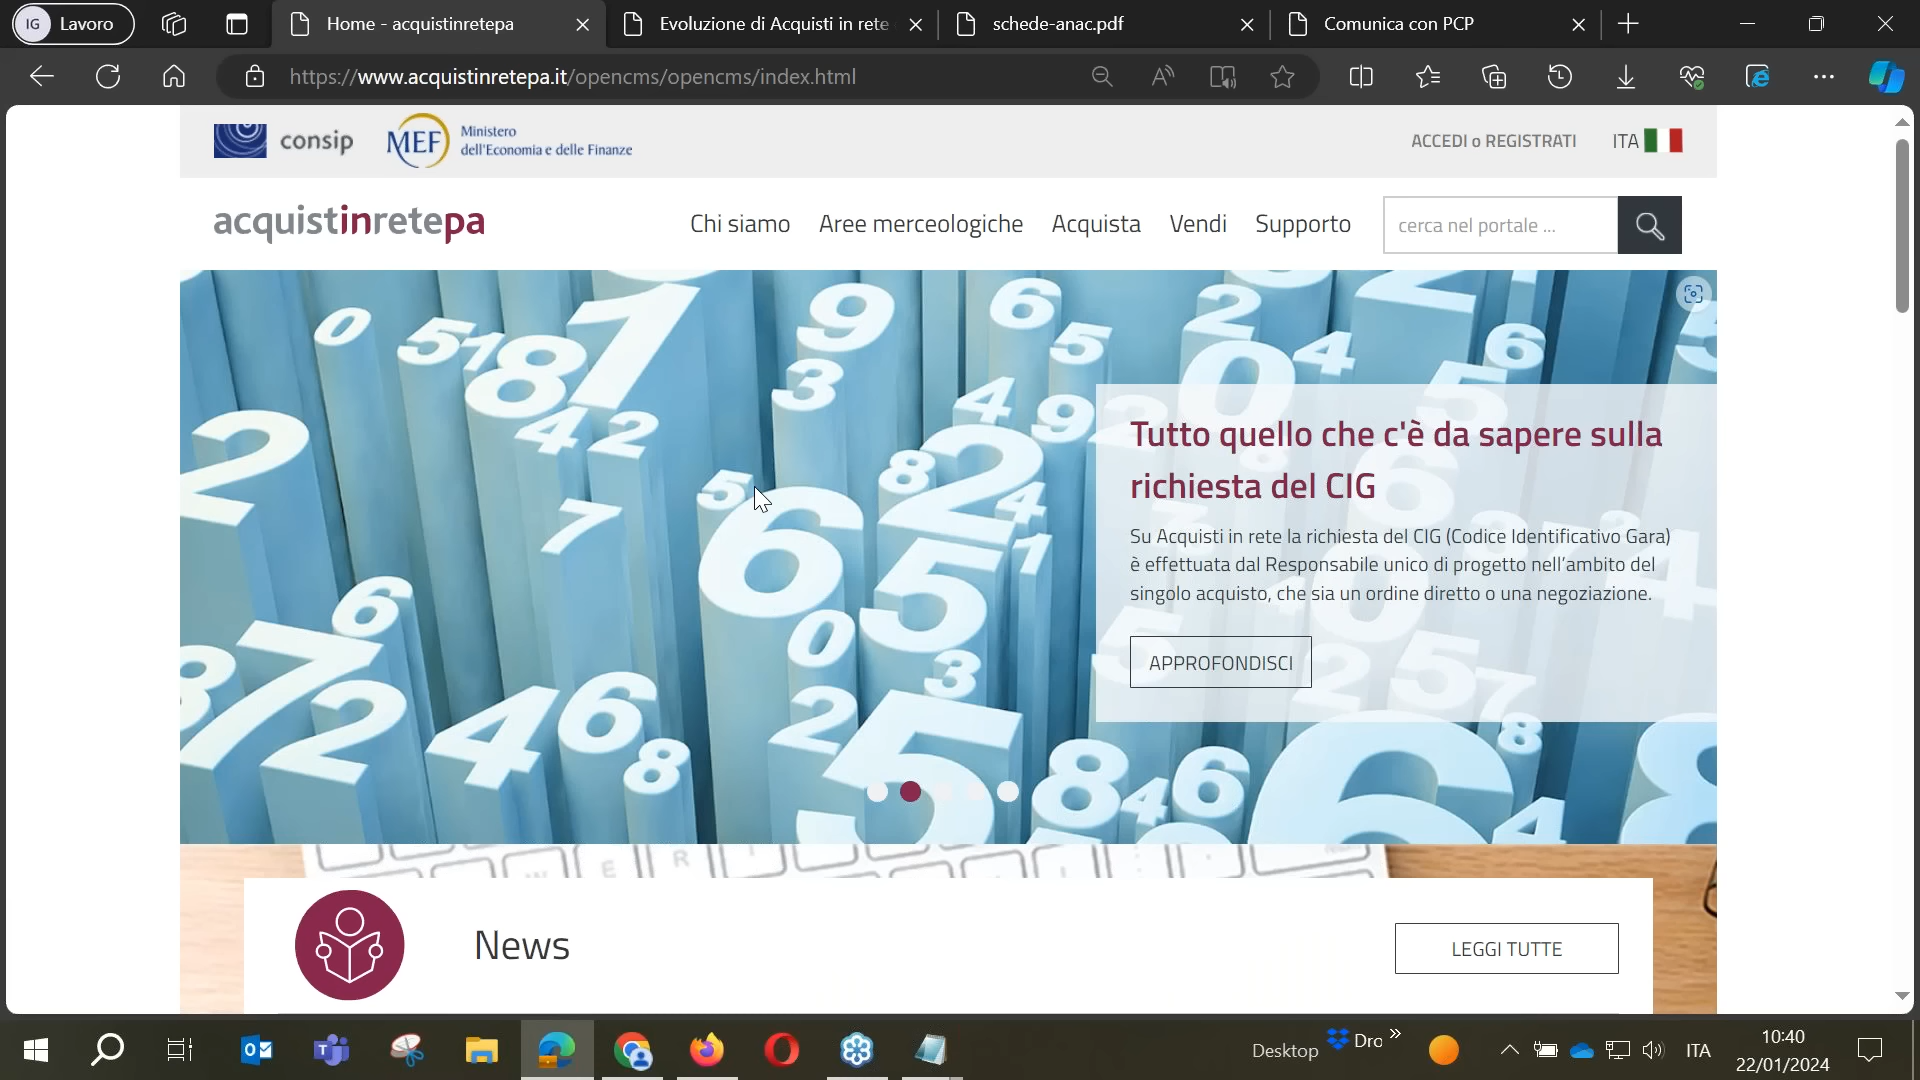 IG Lavoro
Home - acquistinretepa
Evoluzione di Acquisti in rete
schede-anac.pdf
Comunica con PCP
https://www.acquistinretepa.it/opencms/opencms/index.html
consip
MEF
Ministero
dell'Economia e delle Finanze
ACCEDI o REGISTRATI
ITA
acquistinretepa
Chi siamo
Aree merceologiche
Acquista
Vendi
Supporto
cerca nel portale ...
Tutto quello che c'è da sapere sulla
richiesta del CIG
Su Acquisti in rete la richiesta del CIG (Codice Identificativo Gara)
è effettuata dal Responsabile unico di progetto nell'ambito del
singolo acquisto, che sia un ordine diretto o una negoziazione.
APPROFONDISCI
News
LEGGI TUTTE
Desktop
Dro
ITA
10:40
22/01/2024